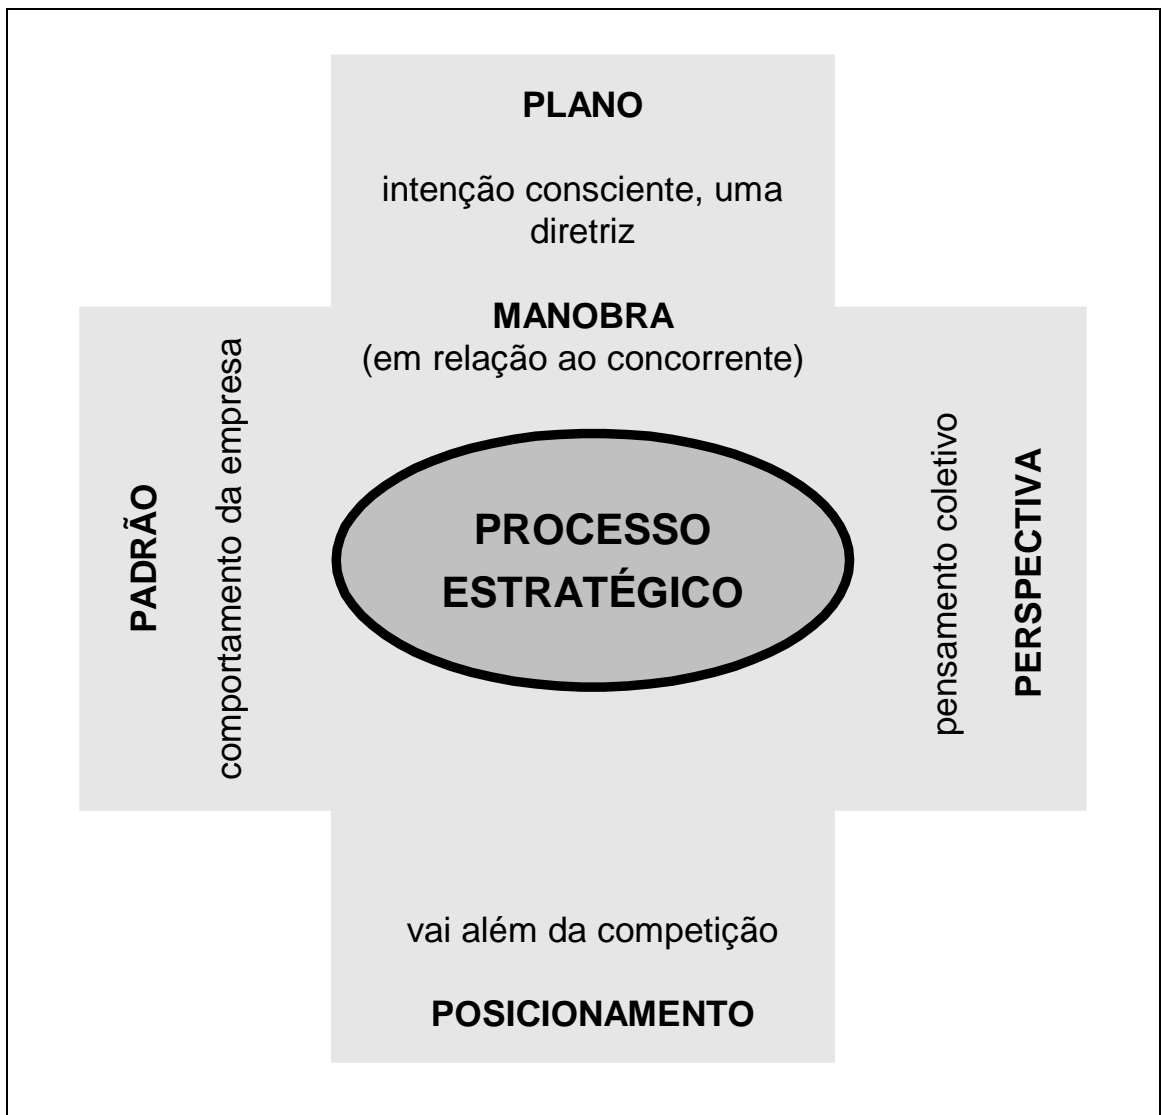 PLANO
intenção consciente, uma
diretriz
MANOBRA
(em relação ao concorrente)
PADRÃO
comportamento da empresa
PROCESSO
ESTRATÉGICO
pensamento coletivo
PERSPECTIVA
vai além da competição
POSICIONAMENTO